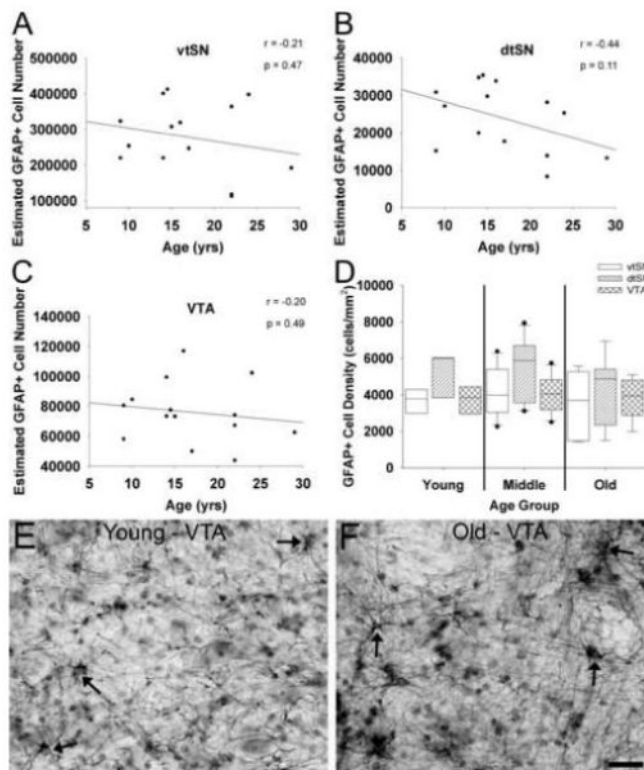 A
vtSN
r = -0.21
p = 0.47
Estimated GFAP+ Cell Number
500000
400000
300000
200000
100000
5 10 15 20 25 30
Age (yrs)
B
dtSN
r = -0.44
p = 0.11
Estimated GFAP+ Cell Number
40000
30000
20000
10000
0
5 10 15 20 25 30
Age (yrs)
C
VTA
r = -0.20
p = 0.49
Estimated GFAP+ Cell Number
140000
120000
100000
80000
60000
40000
5 10 15 20 25 30
Age (yrs)
D
vtSN
dtSN
VTA
GFAP+ Cell Density (cells/mm²)
10000
8000
6000
4000
2000
0
Young Middle Old
Age Group
E Young - VTA
F Old - VTA